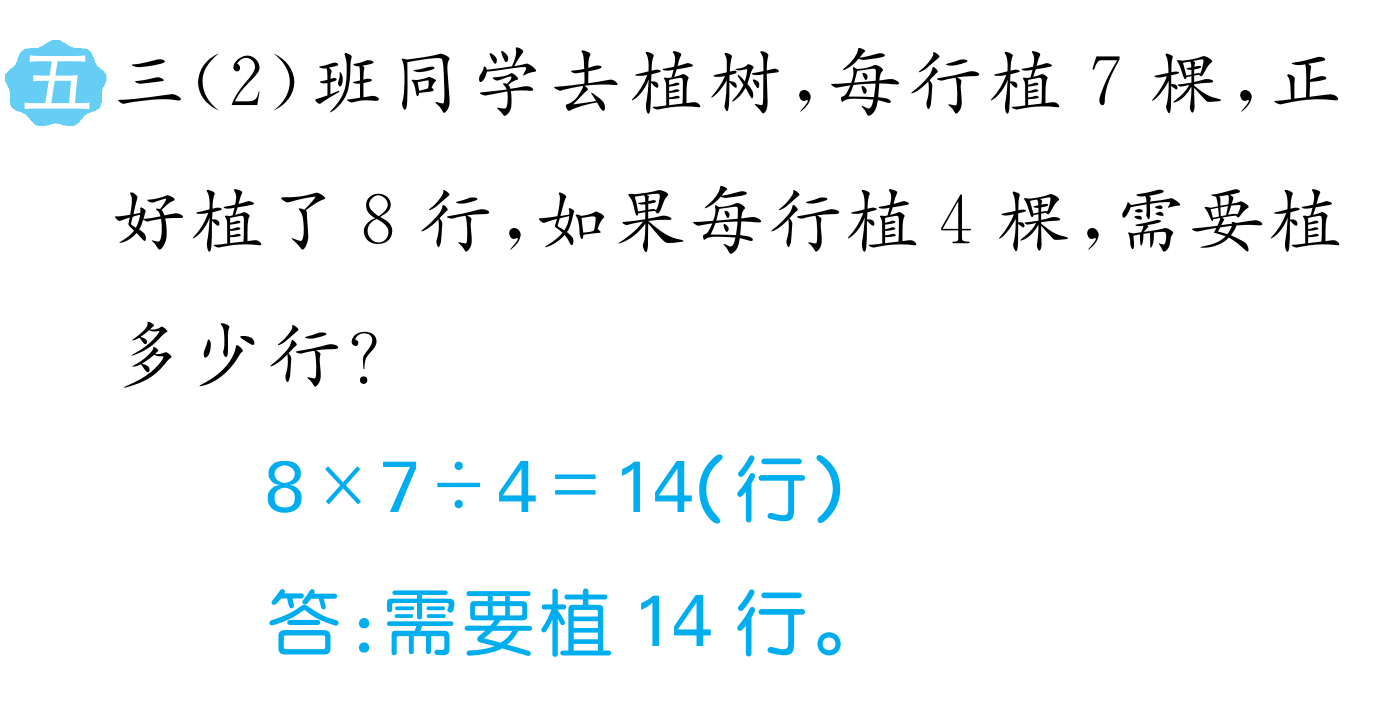 五 三(2)班同学去植树,每行植 7 棵,正
好植了 8 行,如果每行植 4 棵,需要植
多少行?
8×7÷4=14(行)
答:需要植 14 行。